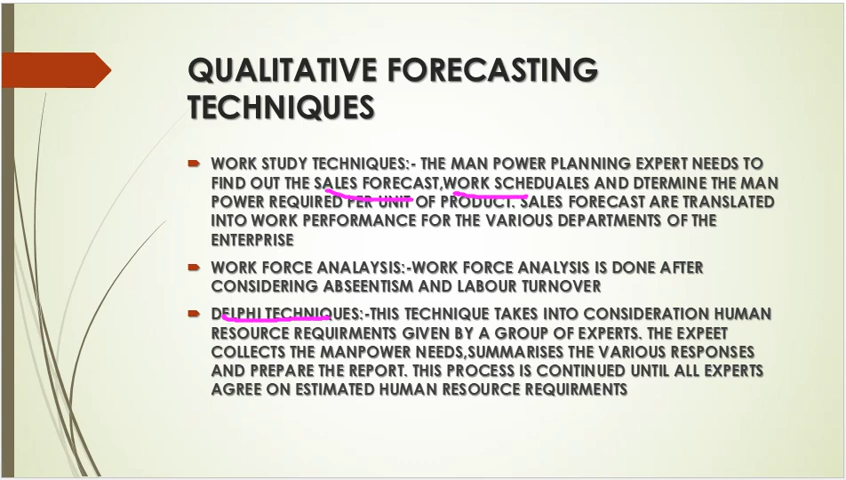 QUALITATIVE FORECASTING
TECHNIQUES
WORK STUDY TECHNIQUES:- THE MAN POWER PLANNING EXPERT NEEDS TO
FIND OUT THE SALES FORECAST,WORK SCHEDUALES AND DTERMINE THE MAN
POWER REQUIRED PER UNIT OF PRODUCT. SALES FORECAST ARE TRANSLATED
INTO WORK PERFORMANCE FOR THE VARIOUS DEPARTMENTS OF THE
ENTERPRISE
WORK FORCE ANALAYSIS:-WORK FORCE ANALYSIS IS DONE AFTER
CONSIDERING ABSEENTISM AND LABOUR TURNOVER
DELPHI TECHNIQUES:-THIS TECHNIQUE TAKES INTO CONSIDERATION HUMAN
RESOURCE REQUIRMENTS GIVEN BY A GROUP OF EXPERTS. THE EXPEET
COLLECTS THE MANPOWER NEEDS,SUMMARISES THE VARIOUS RESPONSES
AND PREPARE THE REPORT. THIS PROCESS IS CONTINUED UNTIL ALL EXPERTS
AGREE ON ESTIMATED HUMAN RESOURCE REQUIRMENTS